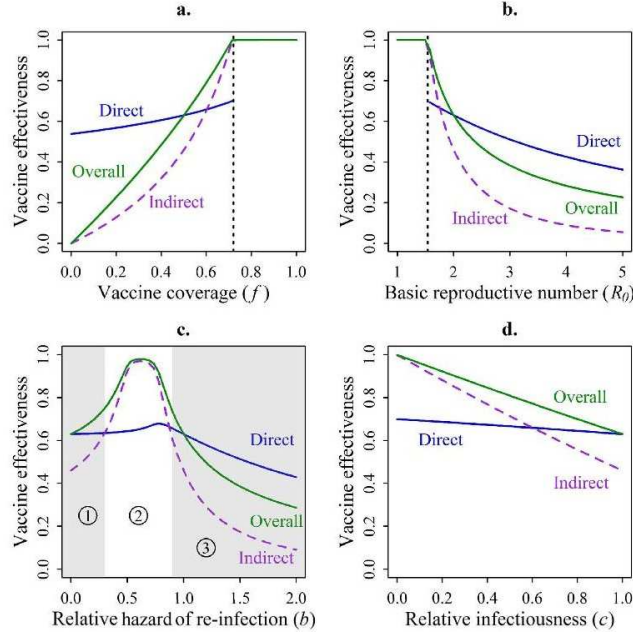 a.
Vaccine effectiveness
1.0
0.8
0.6
0.4
0.2
0.0
Direct
Overall
Indirect
0.0 0.2 0.4 0.6 0.8 1.0
Vaccine coverage (f)
b.
Vaccine effectiveness
1.0
0.8
0.6
0.4
0.2
0.0
Direct
Overall
Indirect
1 2 3 4 5
Basic reproductive number (R0)
c.
Vaccine effectiveness
1.0
0.8
0.6
0.4
0.2
0.0
Direct
Overall
Indirect
1 2 3
0.0 0.5 1.0 1.5 2.0
Relative hazard of re-infection (b)
d.
Vaccine effectiveness
1.0
0.8
0.6
0.4
0.2
0.0
Overall
Direct
Indirect
0.0 0.2 0.4 0.6 0.8 1.0
Relative infectiousness (c)